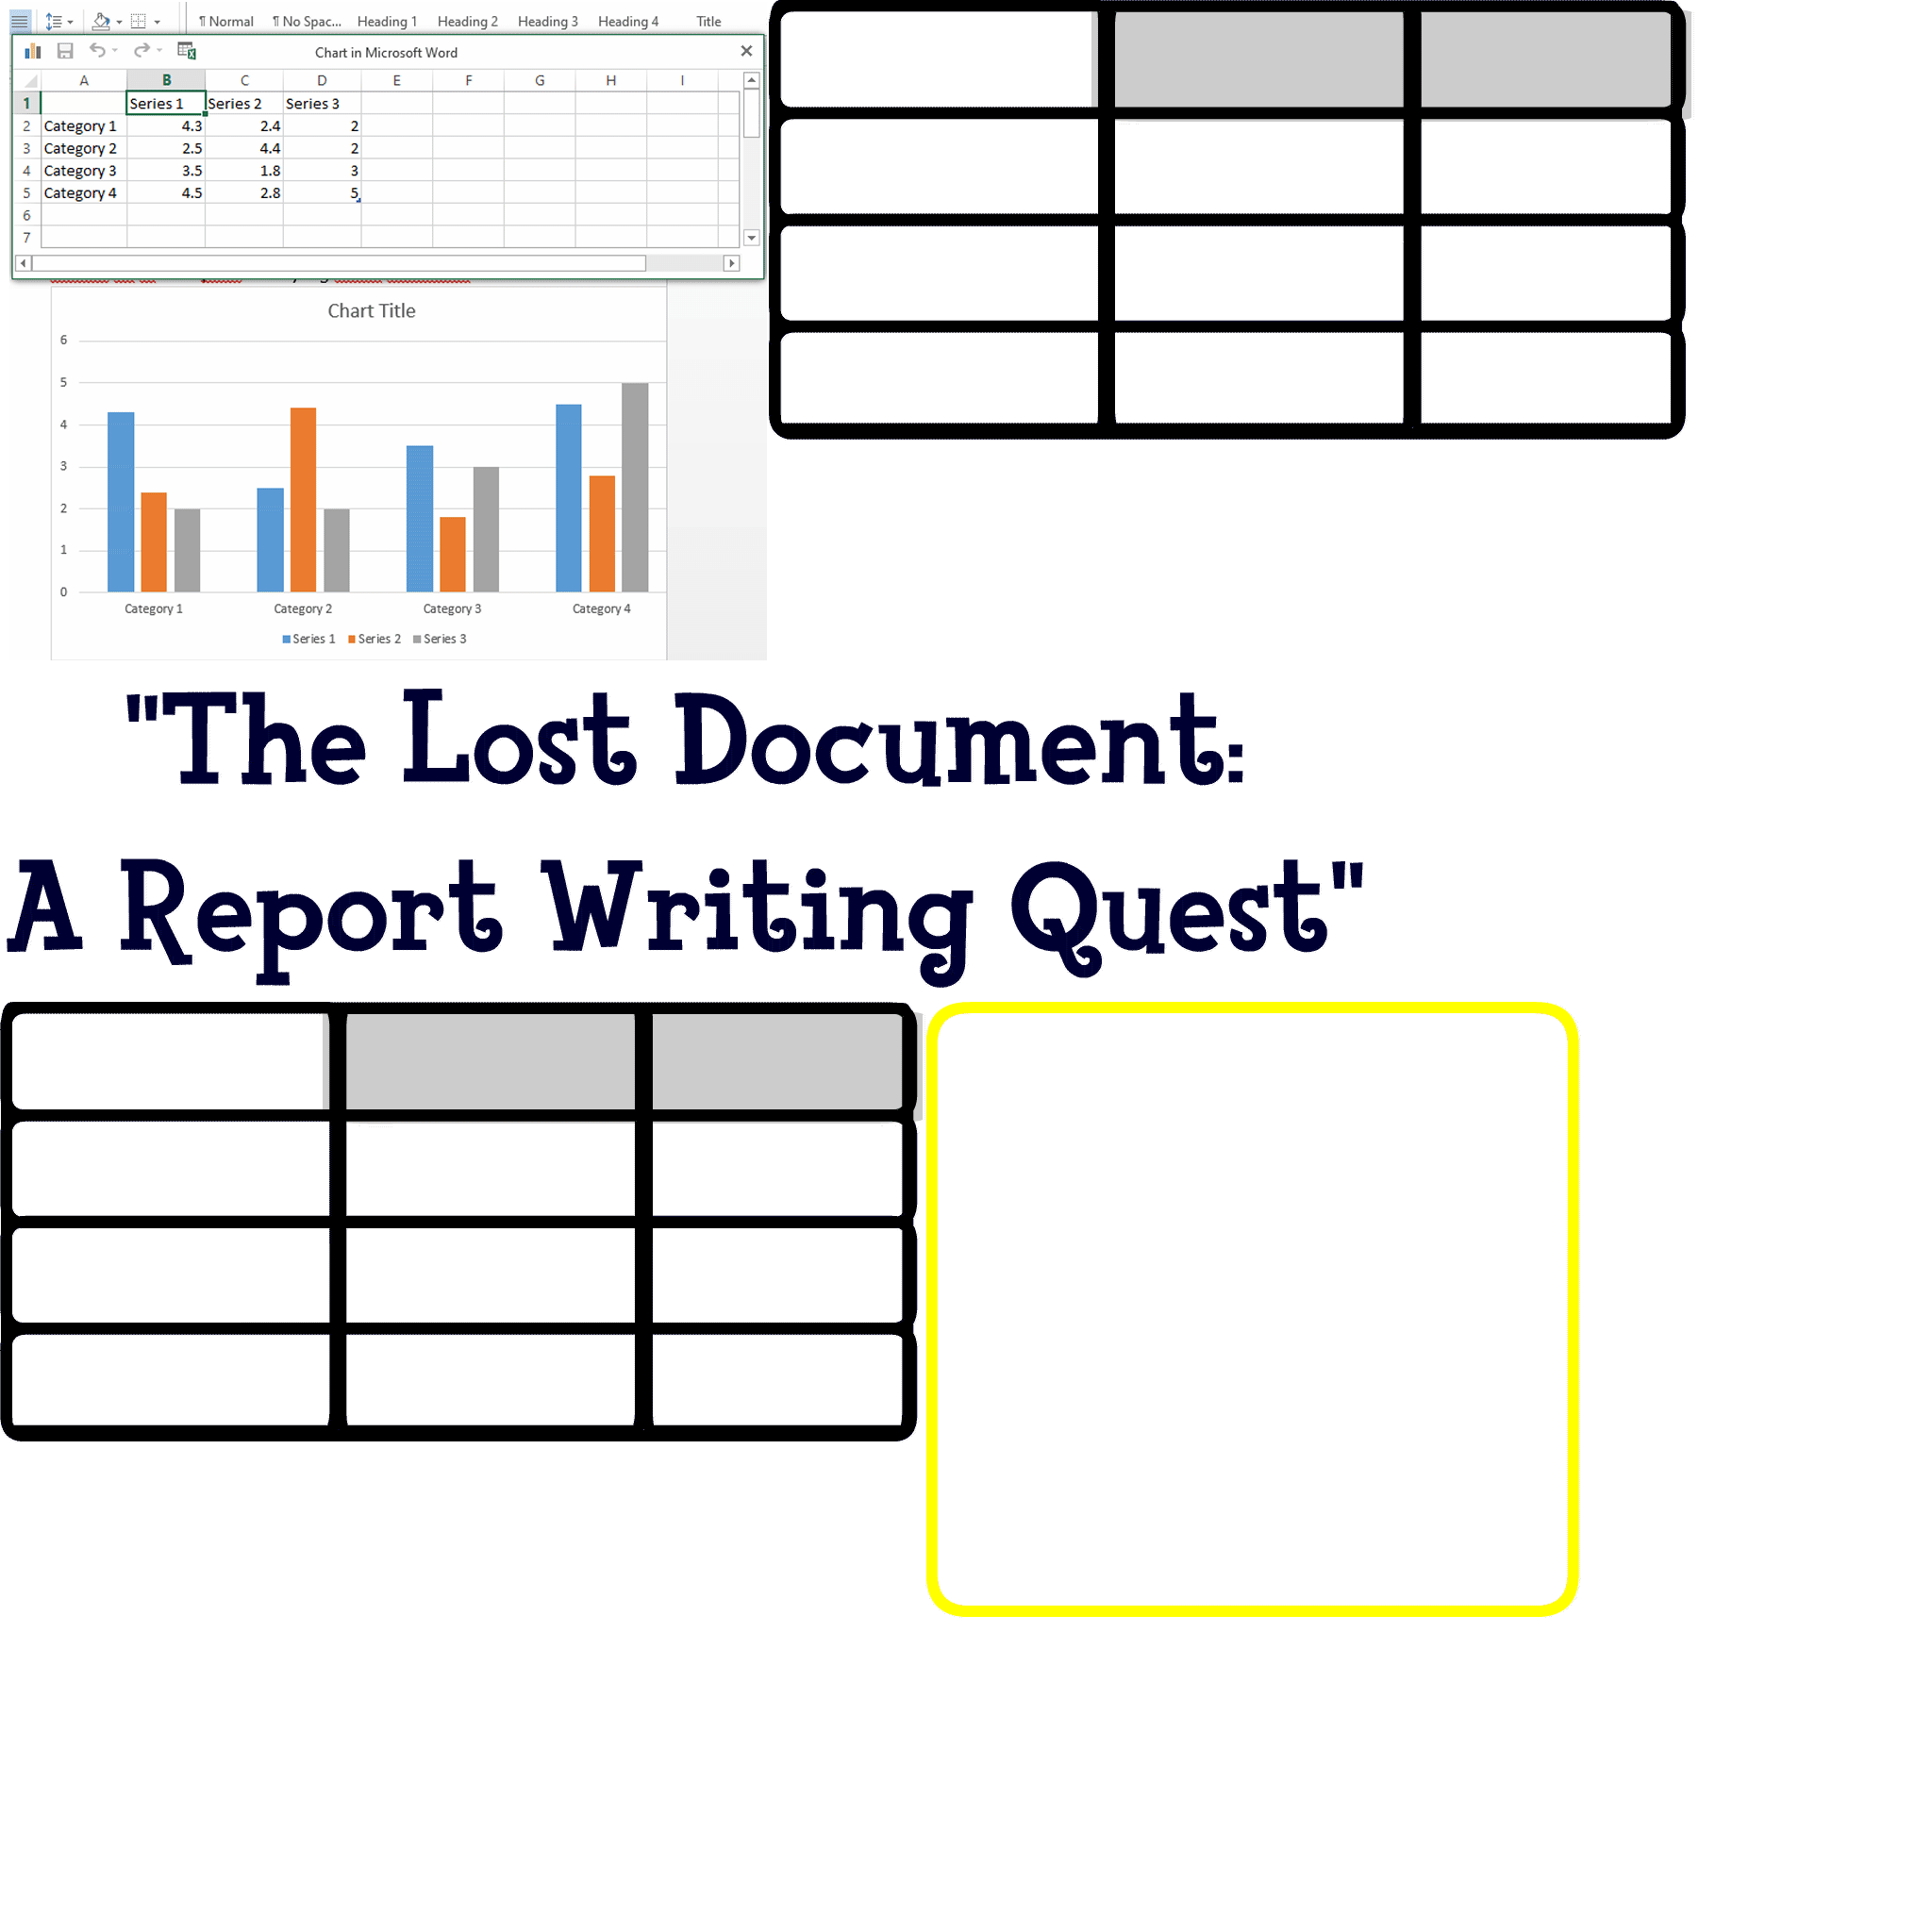 ¶ Normal ¶ No Spac... Heading 1 Heading 2 Heading 3 Heading 4 Title
Chart in Microsoft Word
A B C D E F G H I
1 Series 1 Series 2 Series 3
2 Category 1 4.3 2.4 2
3 Category 2 2.5 4.4 2
4 Category 3 3.5 1.8 3
5 Category 4 4.5 2.8 5
6
7
Chart Title
6
5
4
3
2
1
0
Category 1 Category 2 Category 3 Category 4
Series 1 Series 2 Series 3
"The Lost Document:
A Report Writing Quest"